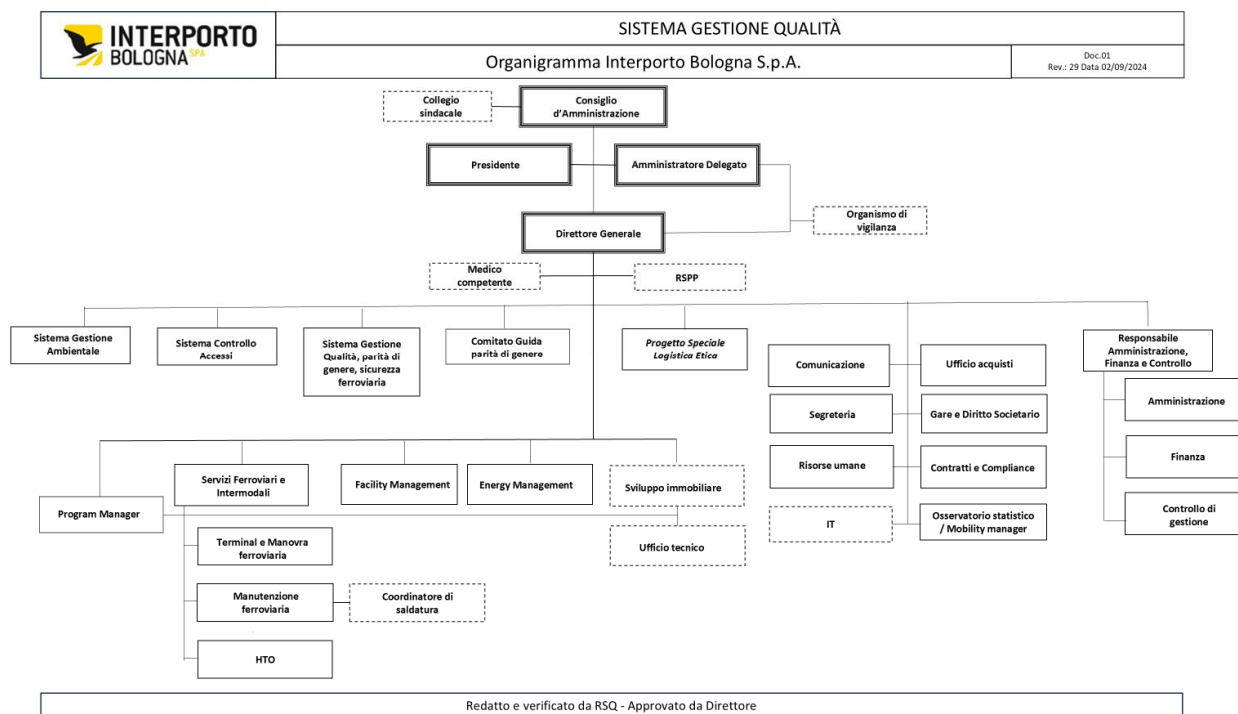 INTERPORTO
BOLOGNA SPA
SISTEMA GESTIONE QUALITÀ
Organigramma Interporto Bologna S.p.A.
Doc.01
Rev.: 29 Data 02/09/2024
Collegio
sindacale
Consiglio
d'Amministrazione
Presidente
Amministratore Delegato
Organismo di
vigilanza
Direttore Generale
Medico
competente
RSPP
Sistema Gestione
Ambientale
Sistema Controllo
Accessi
Sistema Gestione
Qualità, parità di
genere, sicurezza
ferroviaria
Comitato Guida
parità di genere
Progetto Speciale
Logistica Etica
Comunicazione
Ufficio acquisti
Segreteria
Gare e Diritto Societario
Risorse umane
Contratti e Compliance
IT
Osservatorio statistico
/ Mobility manager
Responsabile
Amministrazione,
Finanza e Controllo
Amministrazione
Finanza
Controllo di
gestione
Program Manager
Servizi Ferroviari e
Intermodali
Facility Management
Energy Management
Sviluppo immobiliare
Ufficio tecnico
Terminal e Manovra
ferroviaria
Manutenzione
ferroviaria
Coordinatore di
saldatura
HTO
Redatto e verificato da RSQ - Approvato da Direttore